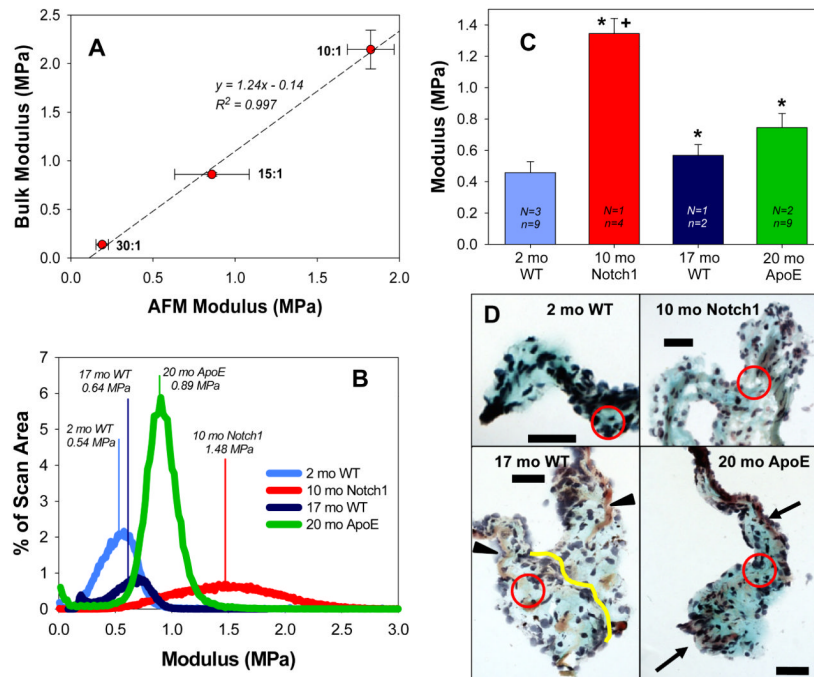 A
Bulk Modulus (MPa)
2.5
2.0
1.5
1.0
0.5
0.0
10:1
y = 1.24x - 0.14
R² = 0.997
15:1
30:1
0.0 0.5 1.0 1.5 2.0
AFM Modulus (MPa)
C
Modulus (MPa)
1.6
1.4
1.2
1.0
0.8
0.6
0.4
0.2
0.0
* +
*
*
N=3
n=9
N=1
n=4
N=1
n=2
N=2
n=9
2 mo
WT
10 mo
Notch1
17 mo
WT
20 mo
ApoE
B
% of Scan Area
7
6
5
4
3
2
1
0
20 mo ApoE
0.89 MPa
17 mo WT
0.64 MPa
2 mo WT
0.54 MPa
10 mo Notch1
1.48 MPa
2 mo WT
10 mo Notch1
17 mo WT
20 mo ApoE
0.0 0.5 1.0 1.5 2.0 2.5 3.0
Modulus (MPa)
D
2 mo WT
10 mo Notch1
17 mo WT
20 mo ApoE